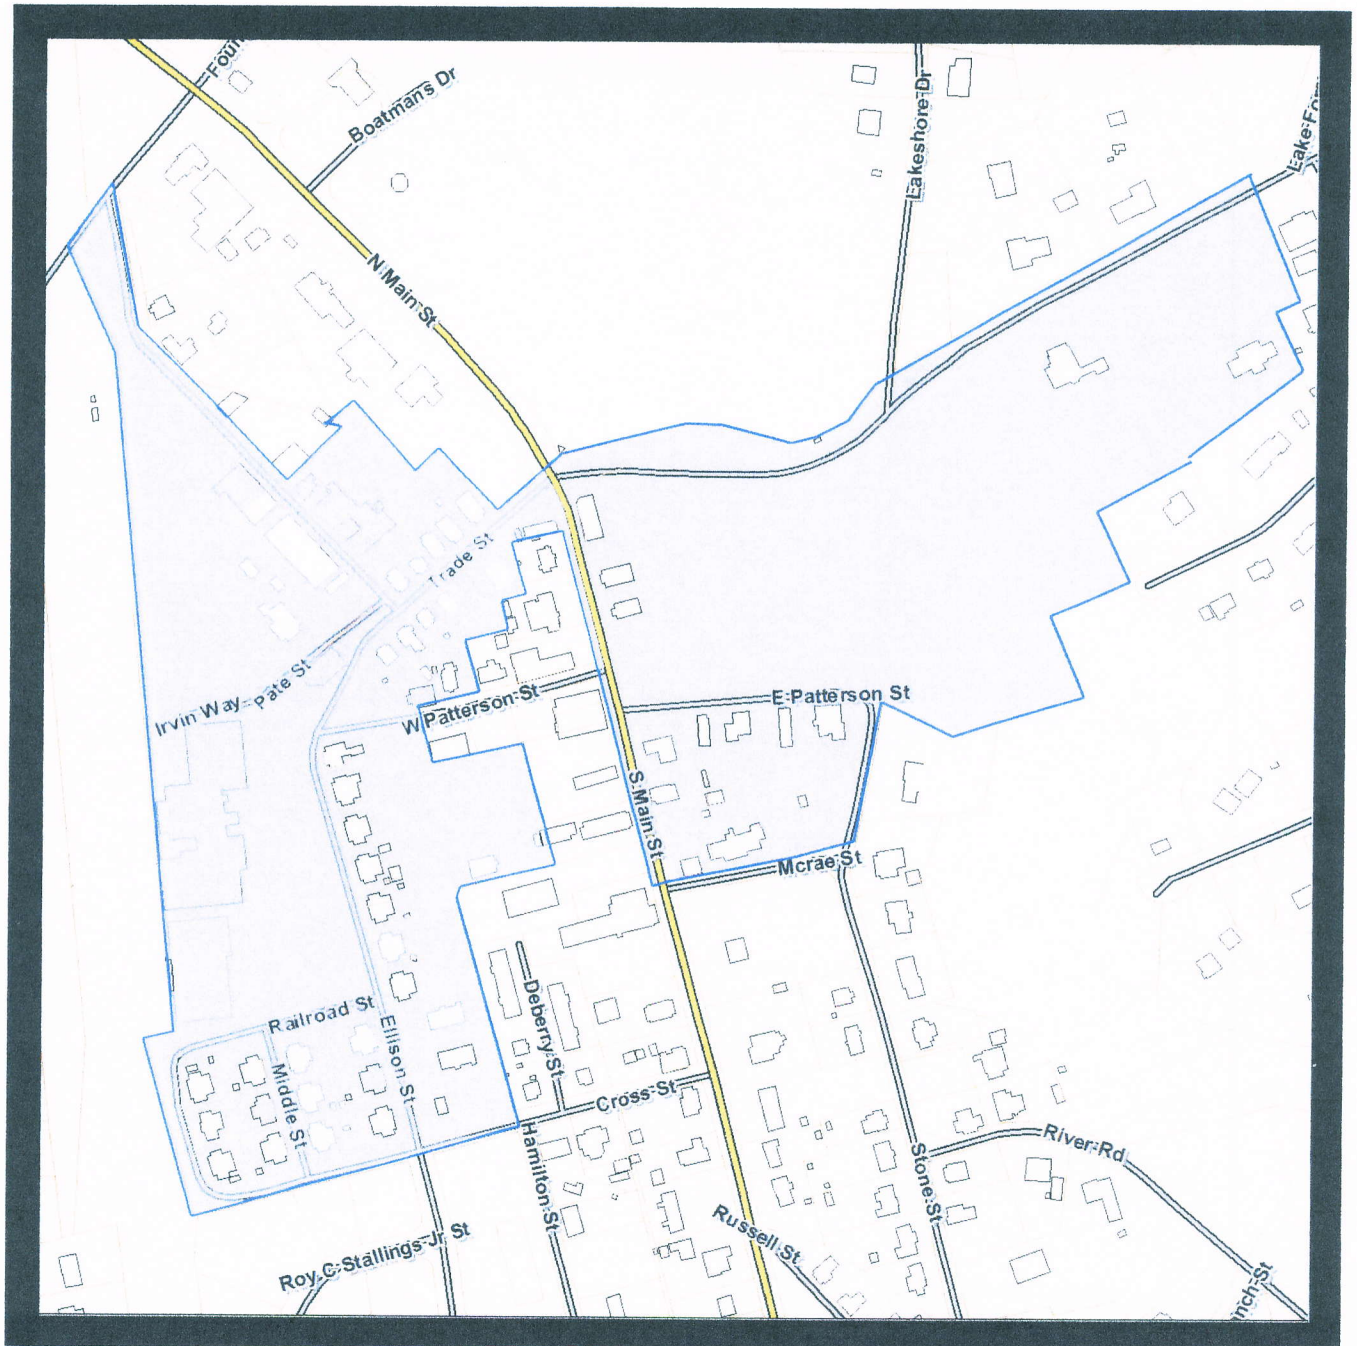 Boatmans Dr
Lakeshore Dr
N Main St
Trade St
Irvin Way
Pate St
W Patterson St
E Patterson St
S Main St
Mcrae St
Railroad St
Ellison St
Middle St
Deberry St
Cross St
Hamilton St
River Rd
Stone St
Russell St
Roy C Stallings Jr St